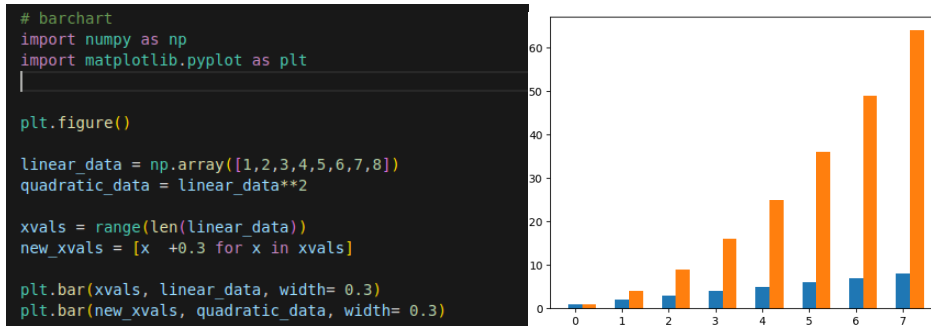 # barchart
import numpy as np
import matplotlib.pyplot as plt
plt.figure()
linear_data = np.array([1,2,3,4,5,6,7,8])
quadratic_data = linear_data**2
xvals = range(len(linear_data))
new_xvals = [x  +0.3 for x in xvals]
plt.bar(xvals, linear_data, width= 0.3)
plt.bar(new_xvals, quadratic_data, width= 0.3)
60
50
40
30
20
10
0
0 1 2 3 4 5 6 7